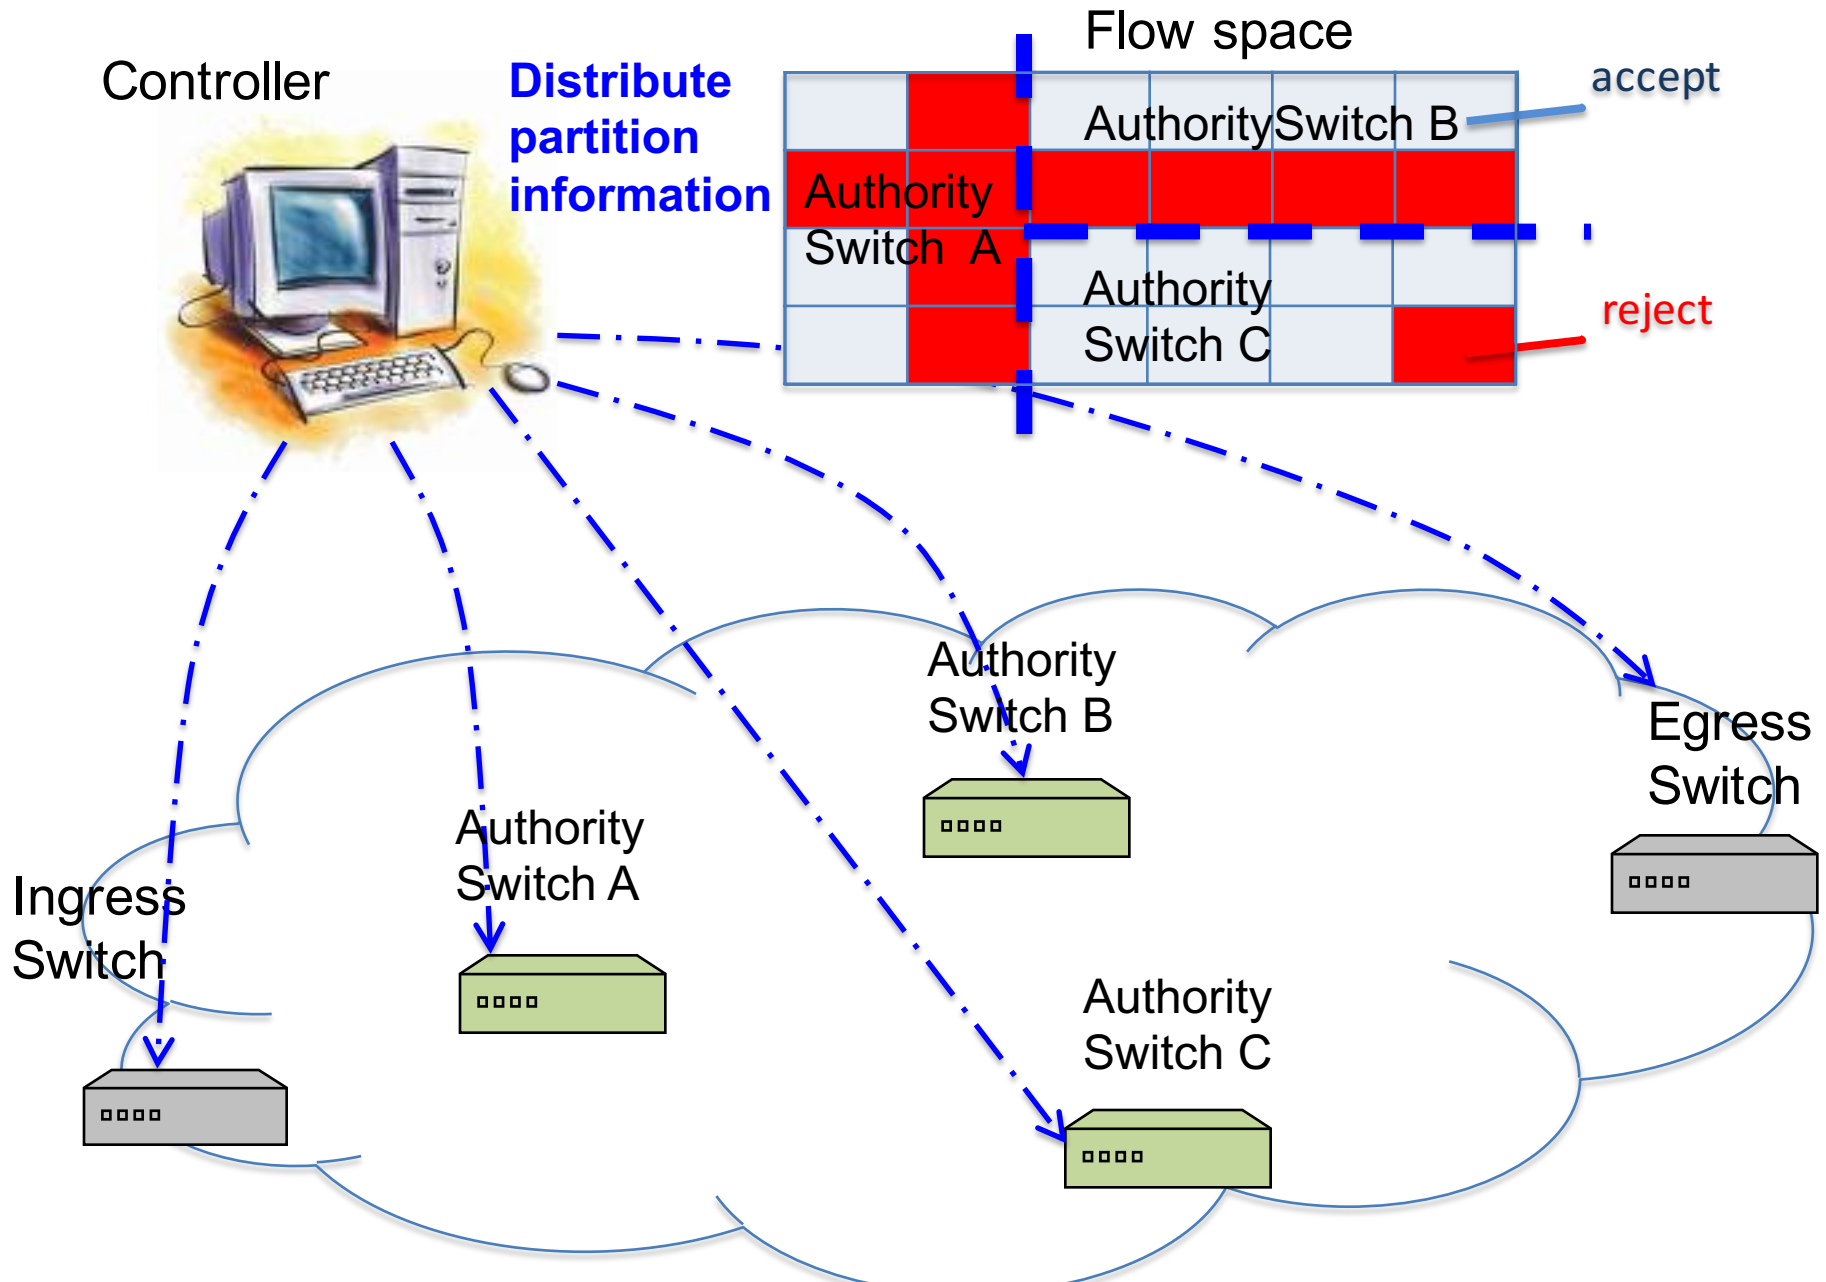 Flow space
Controller
Distribute
partition
information
accept
AuthoritySwitch B
Authority
Switch A
Authority
Switch C
reject
Authority
Switch B
Egress
Switch
Authority
Switch A
Ingress
Switch
Authority
Switch C